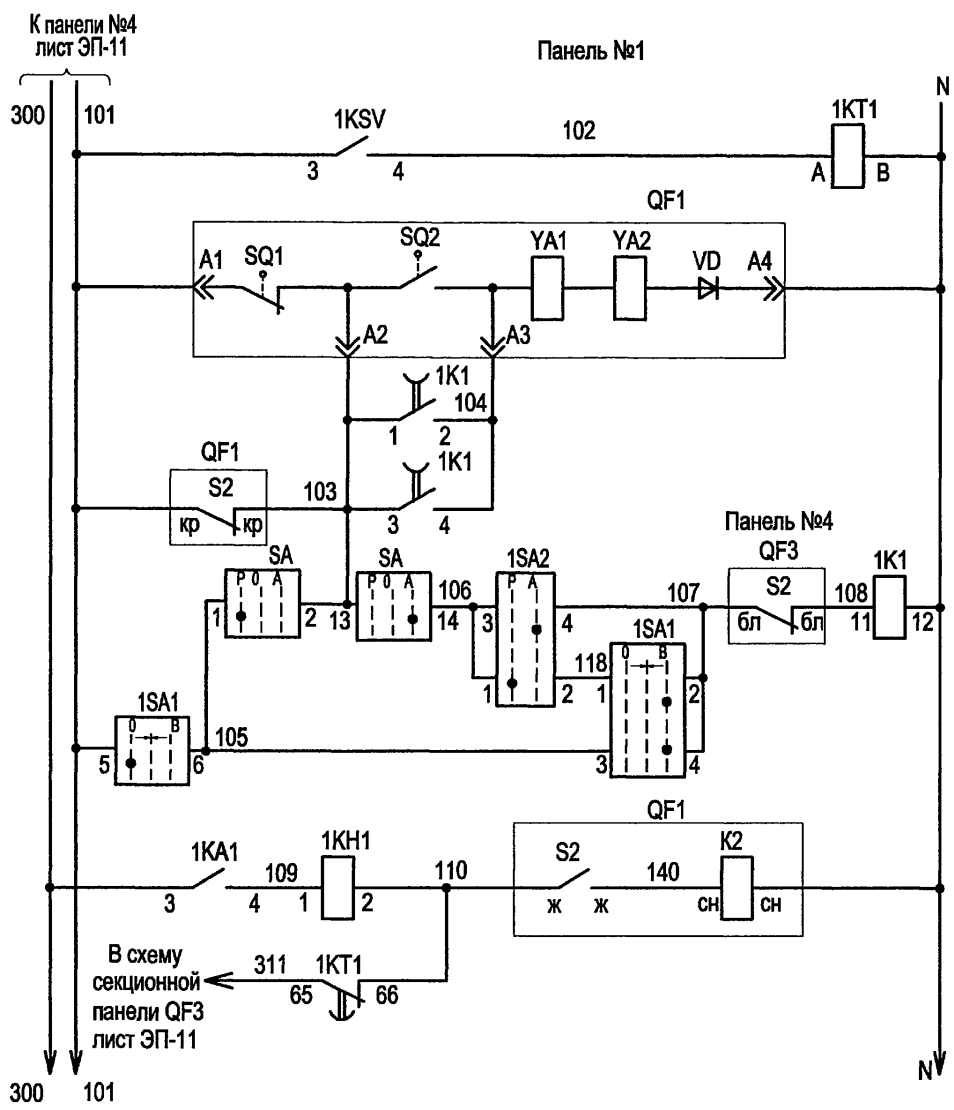 К панели №4
лист ЭП-11
Панель №1
300
101
N
1KSV
102
1KT1
3
4
A
B
QF1
A1
SQ1
SQ2
YA1
YA2
VD
A4
A2
A3
1K1
104
1
2
QF1
S2
103
1K1
кр
кр
3
4
Панель №4
QF3
SA
SA
1SA2
S2
1K1
P O A
P O A
P A
106
107
108
1
2
13
14
3
4
бл
бл
11
12
1SA1
O B
118
1
2
1
2
1SA1
O B
105
5
6
3
4
QF1
1KA1
1KH1
S2
K2
109
110
140
3
4
1
2
ж
ж
сн
сн
В схему
секционной
панели QF3
лист ЭП-11
311
1KT1
65
66
300
101
N